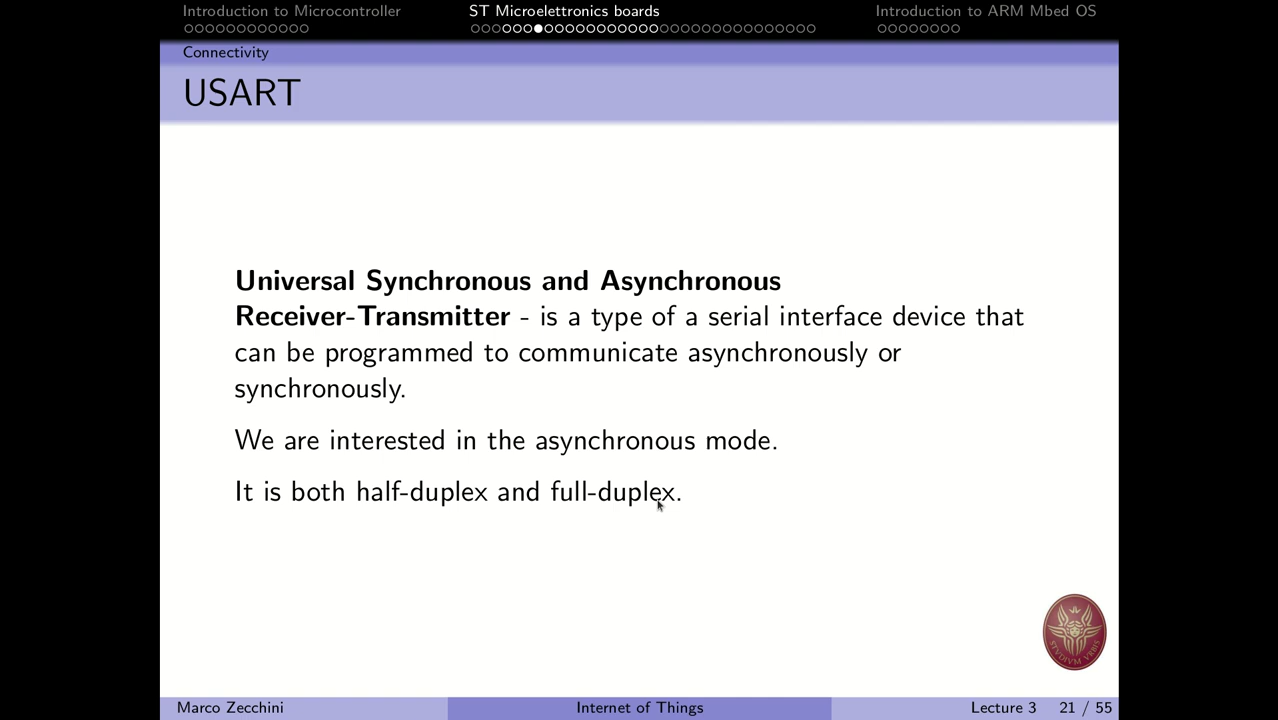 Introduction to Microcontroller
ST Microelettronics boards
Introduction to ARM Mbed OS
Connectivity
USART
Universal Synchronous and Asynchronous
Receiver-Transmitter - is a type of a serial interface device that
can be programmed to communicate asynchronously or
synchronously.
We are interested in the asynchronous mode.
It is both half-duplex and full-duplex.
STVDIVM VRBIS
Marco Zecchini
Internet of Things
Lecture 3
21 / 55